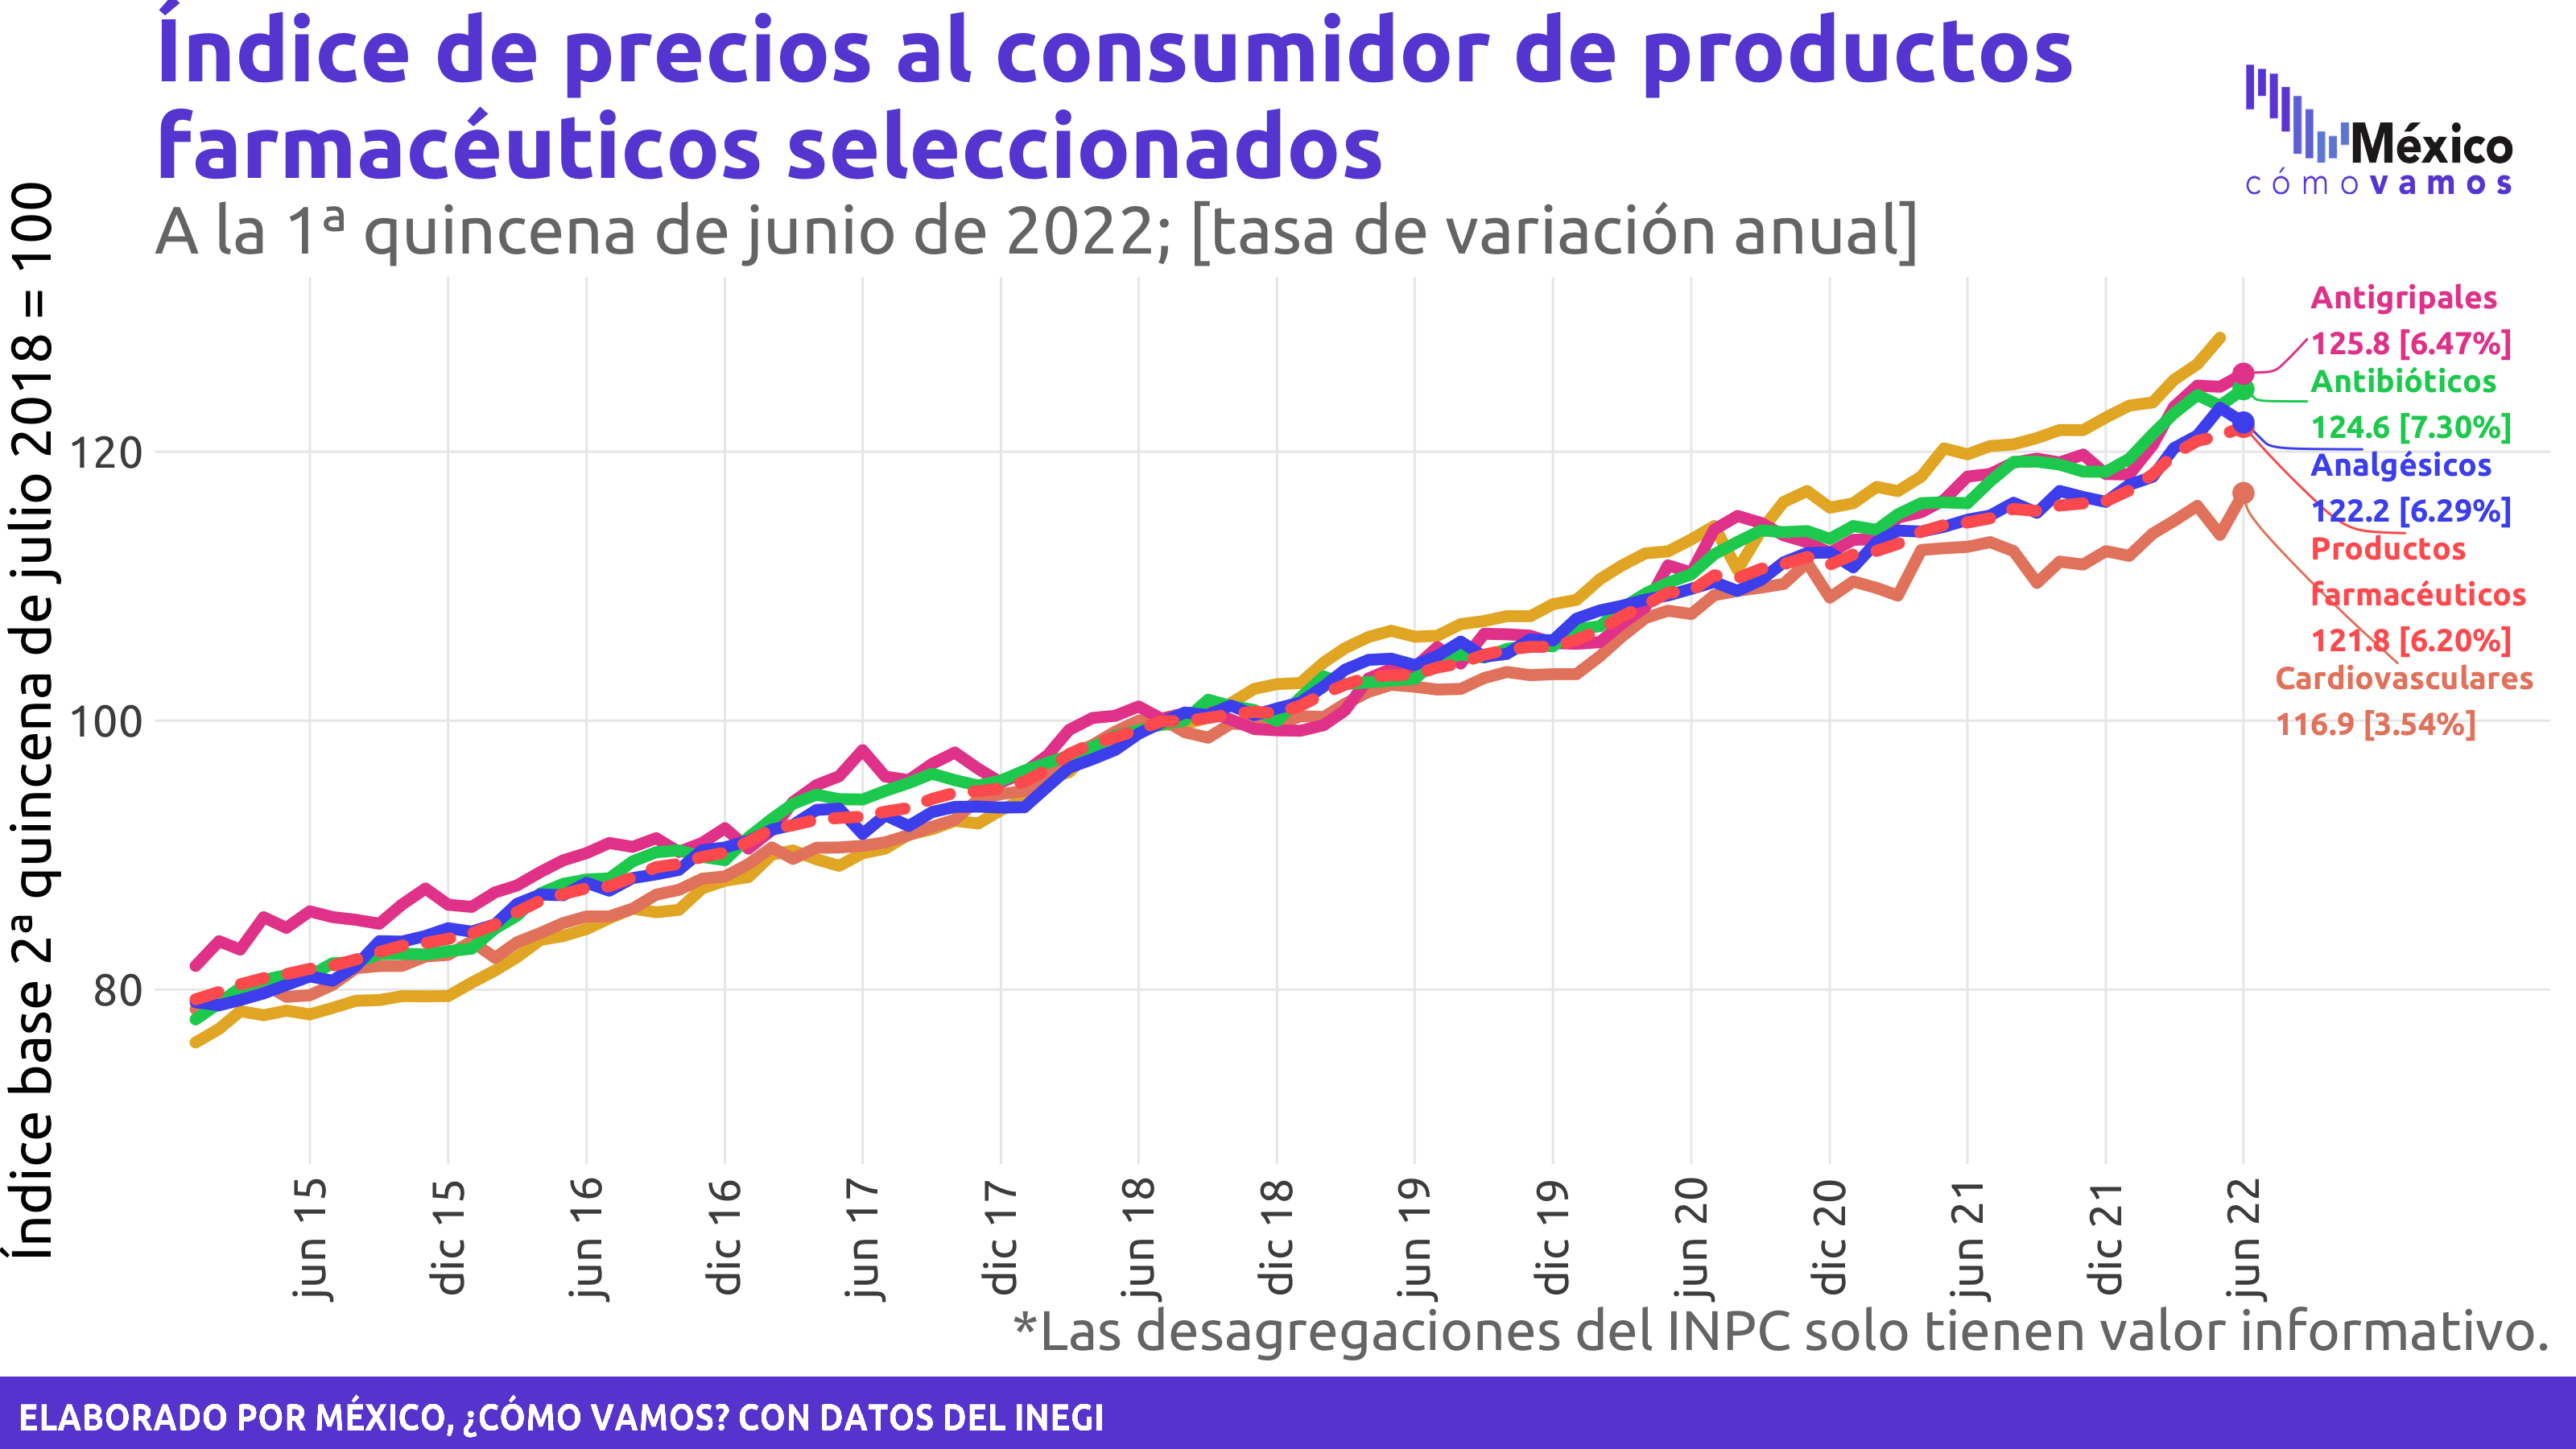 Índice de precios al consumidor de productos
farmacéuticos seleccionados
A la 1ª quincena de junio de 2022; [tasa de variación anual]
México
cómo vamos
Índice base 2ª quincena de julio 2018 = 100
120
100
80
Antigripales
125.8 [6.47%]
Antibióticos
124.6 [7.30%]
Analgésicos
122.2 [6.29%]
Productos
farmacéuticos
121.8 [6.20%]
Cardiovasculares
116.9 [3.54%]
jun 15
dic 15
jun 16
dic 16
jun 17
dic 17
jun 18
dic 18
jun 19
dic 19
jun 20
dic 20
jun 21
dic 21
jun 22
*Las desagregaciones del INPC solo tienen valor informativo.
ELABORADO POR MÉXICO, ¿CÓMO VAMOS? CON DATOS DEL INEGI